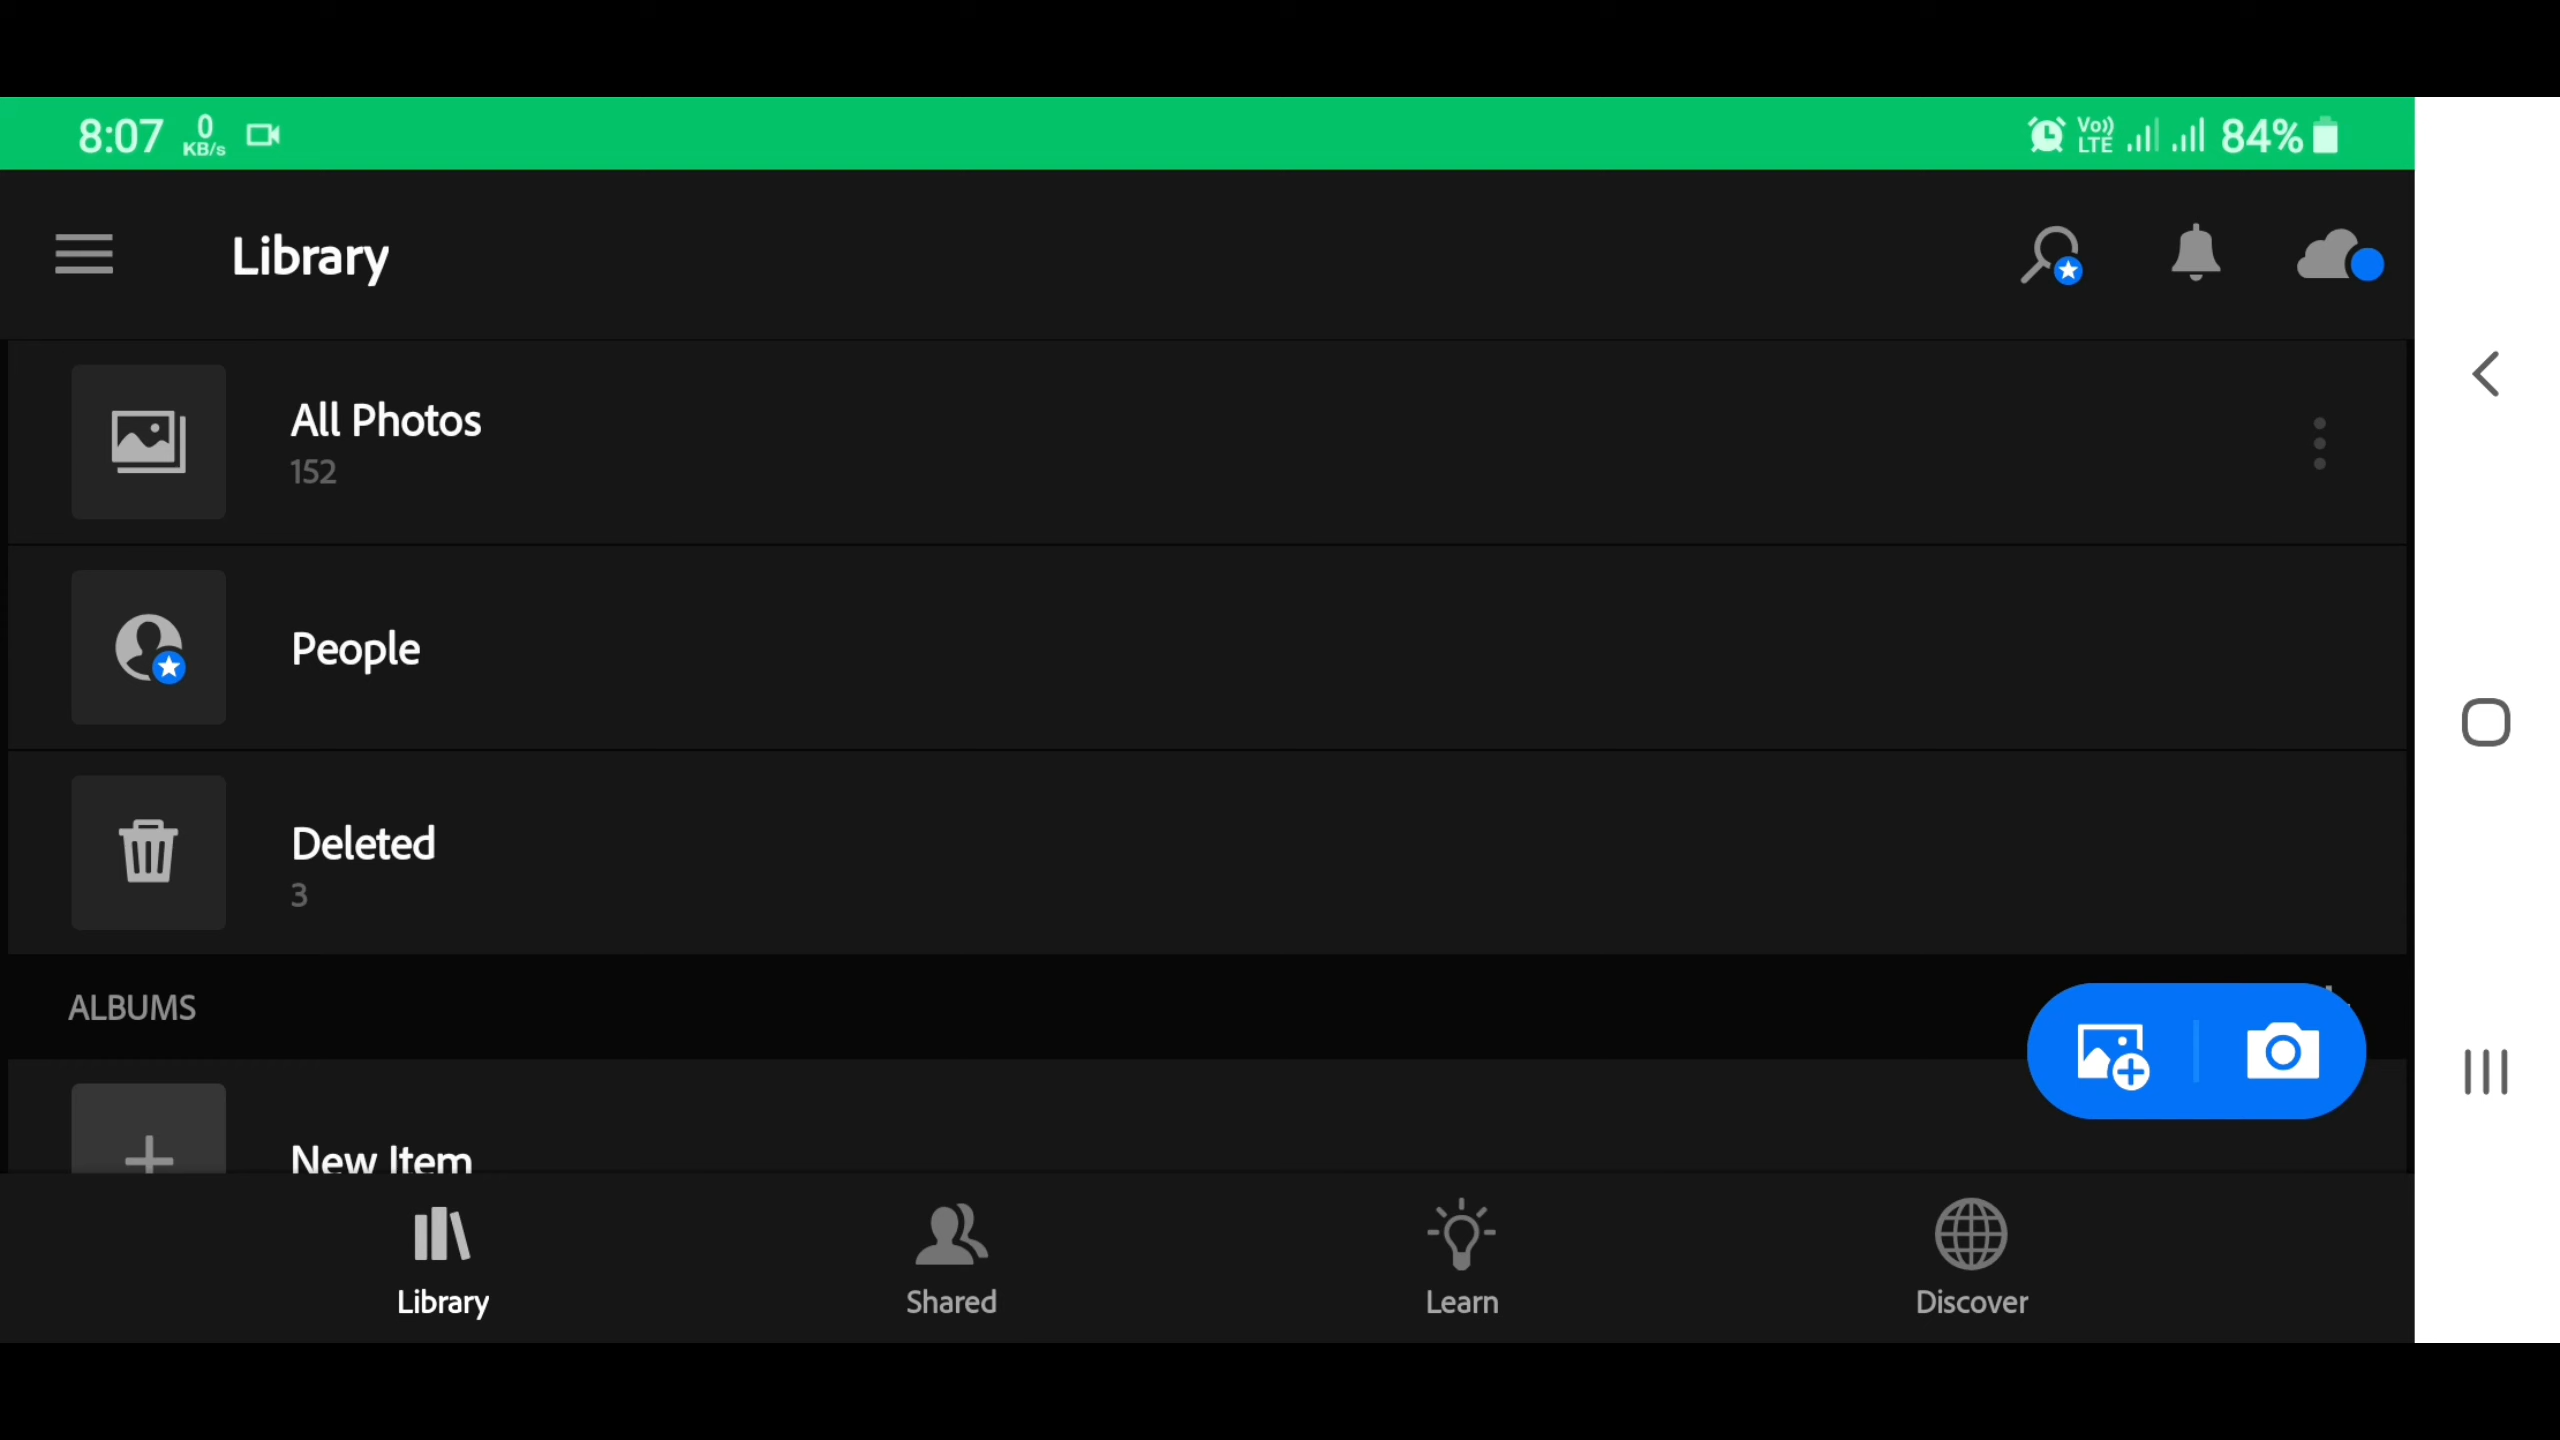 8:07 0 KB/s Vo)) LTE 84%
Library
All Photos
152
People
Deleted
3
ALBUMS
New Item
Library Shared Learn Discover